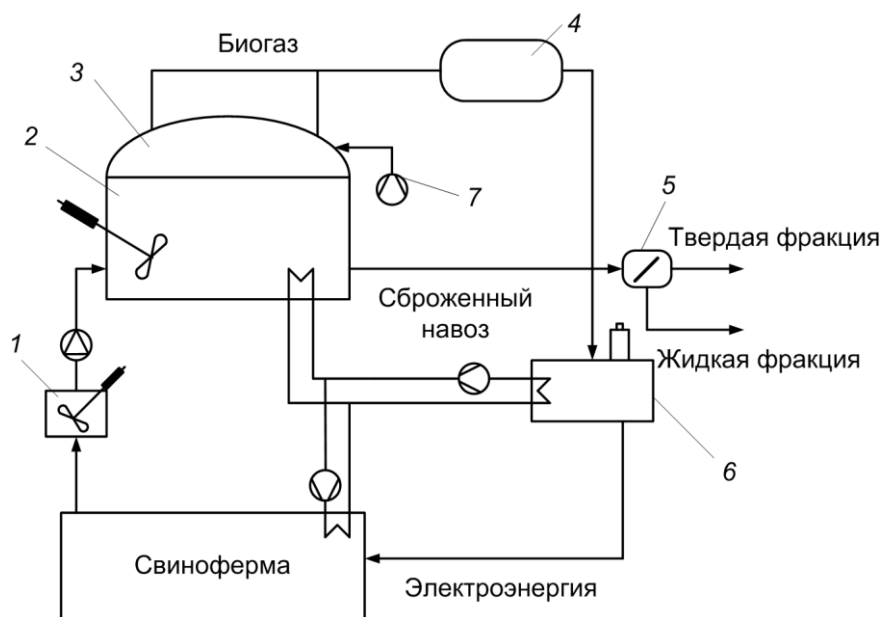 Биогаз
4
3
2
7
5
Твердая фракция
Сброженный
навоз
1
Жидкая фракция
6
Свиноферма
Электроэнергия